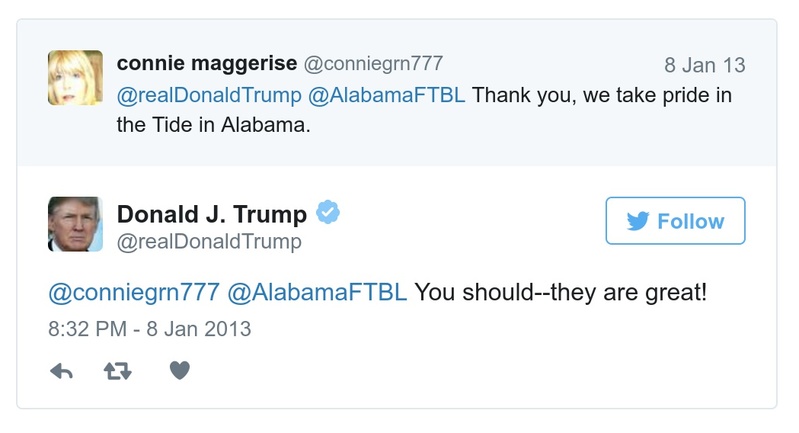 connie maggerise @conniegrn777 8 Jan 13
@realDonaldTrump @AlabamaFTBL Thank you, we take pride in
the Tide in Alabama.
Donald J. Trump
Follow
@realDonaldTrump
@conniegrn777 @AlabamaFTBL You should--they are great!
8:32 PM - 8 Jan 2013